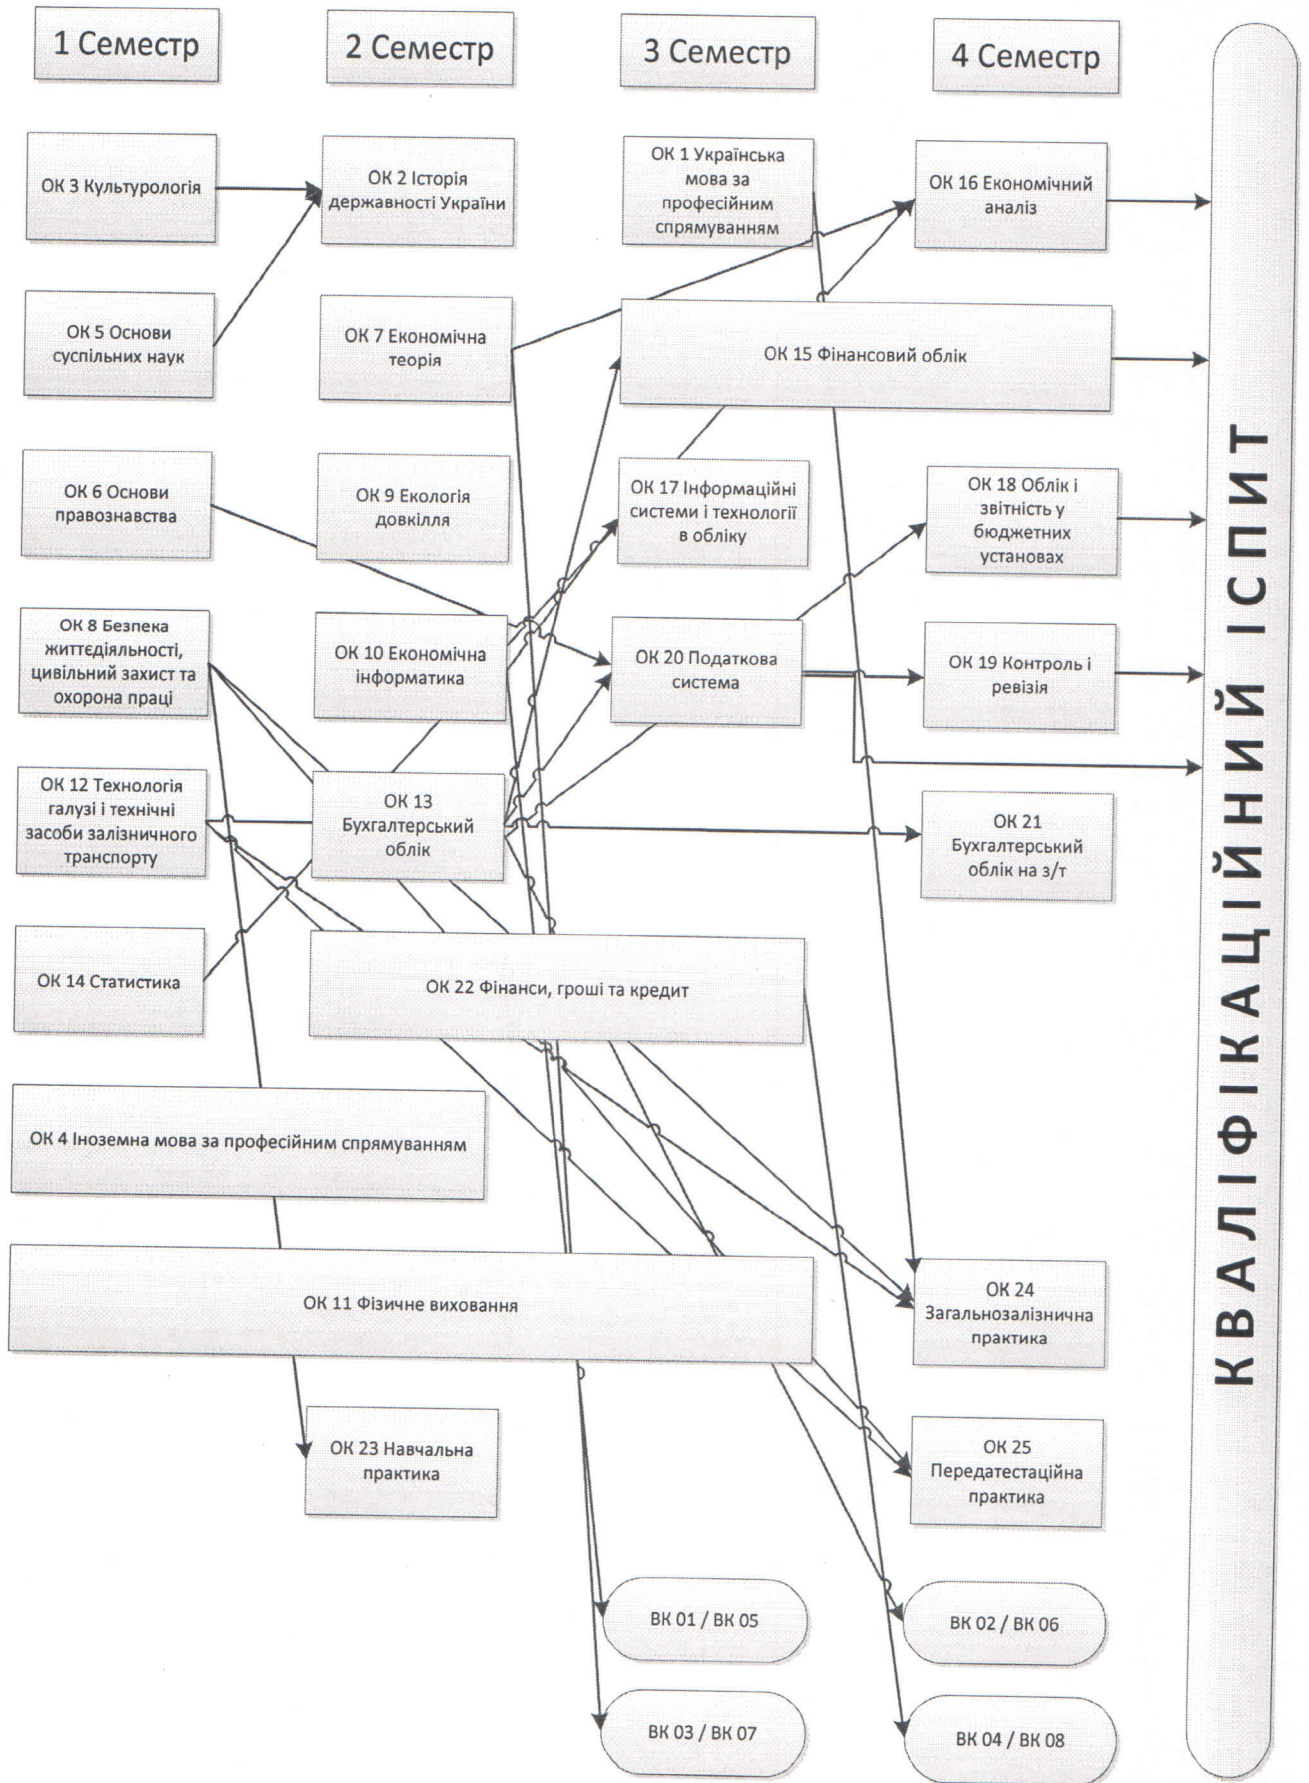 1 Семестр
2 Семестр
3 Семестр
4 Семестр
ОК 3 Культурологія
ОК 2 Історія
державності України
ОК 1 Українська
мова за
професійним
спрямуванням
ОК 16 Економічний
аналіз
ОК 5 Основи
суспільних наук
ОК 7 Економічна
теорія
ОК 15 Фінансовий облік
ОК 6 Основи
правознавства
ОК 9 Екологія
довкілля
ОК 17 Інформаційні
системи і технології
в обліку
ОК 18 Облік і
звітність у
бюджетних
установах
ОК 8 Безпека
життєдіяльності,
цивільний захист та
охорона праці
ОК 10 Економічна
інформатика
ОК 20 Податкова
система
ОК 19 Контроль і
ревізія
ОК 12 Технологія
галузі і технічні
засоби залізничного
транспорту
ОК 13
Бухгалтерський
облік
ОК 21
Бухгалтерський
облік на з/т
ОК 14 Статистика
ОК 22 Фінанси, гроші та кредит
ОК 4 Іноземна мова за професійним спрямуванням
ОК 11 Фізичне виховання
ОК 24
Загальнозалізнична
практика
ОК 23 Навчальна
практика
ОК 25
Передатестаційна
практика
ВК 01 / ВК 05
ВК 02 / ВК 06
ВК 03 / ВК 07
ВК 04 / ВК 08
КВАЛІФІКАЦІЙНИЙ ІСПИТ